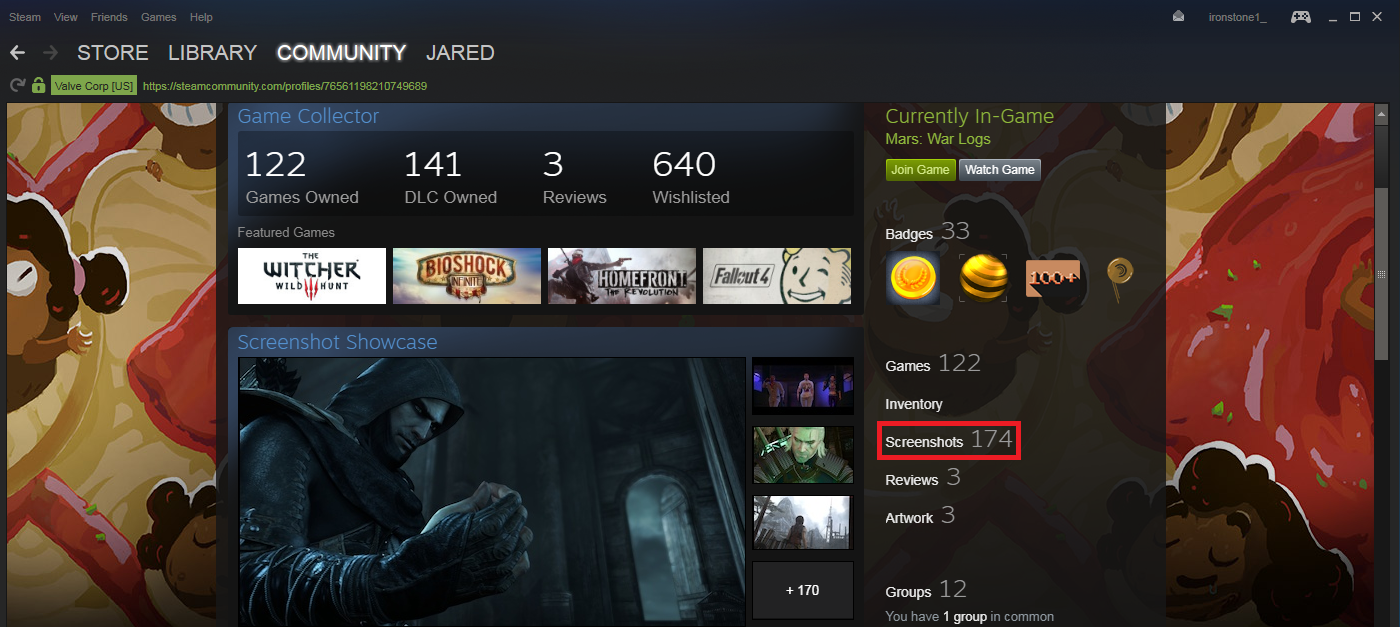 Steam View Friends Games Help
ironstone1_
STORE LIBRARY COMMUNITY JARED
Valve Corp [US] https://steamcommunity.com/profiles/76561198210749689
Game Collector
122 141 3 640
Games Owned DLC Owned Reviews Wishlisted
Featured Games
THE
WITCHER
WILD HUNT
BIOSHOCK
INFINITE
HOMEFRONT
THE REVOLUTION
Fallout 4
Screenshot Showcase
+ 170
Currently In-Game
Mars: War Logs
Join Game Watch Game
Badges 33
100+
Games 122
Inventory
Screenshots 174
Reviews 3
Artwork 3
Groups 12
You have 1 group in common